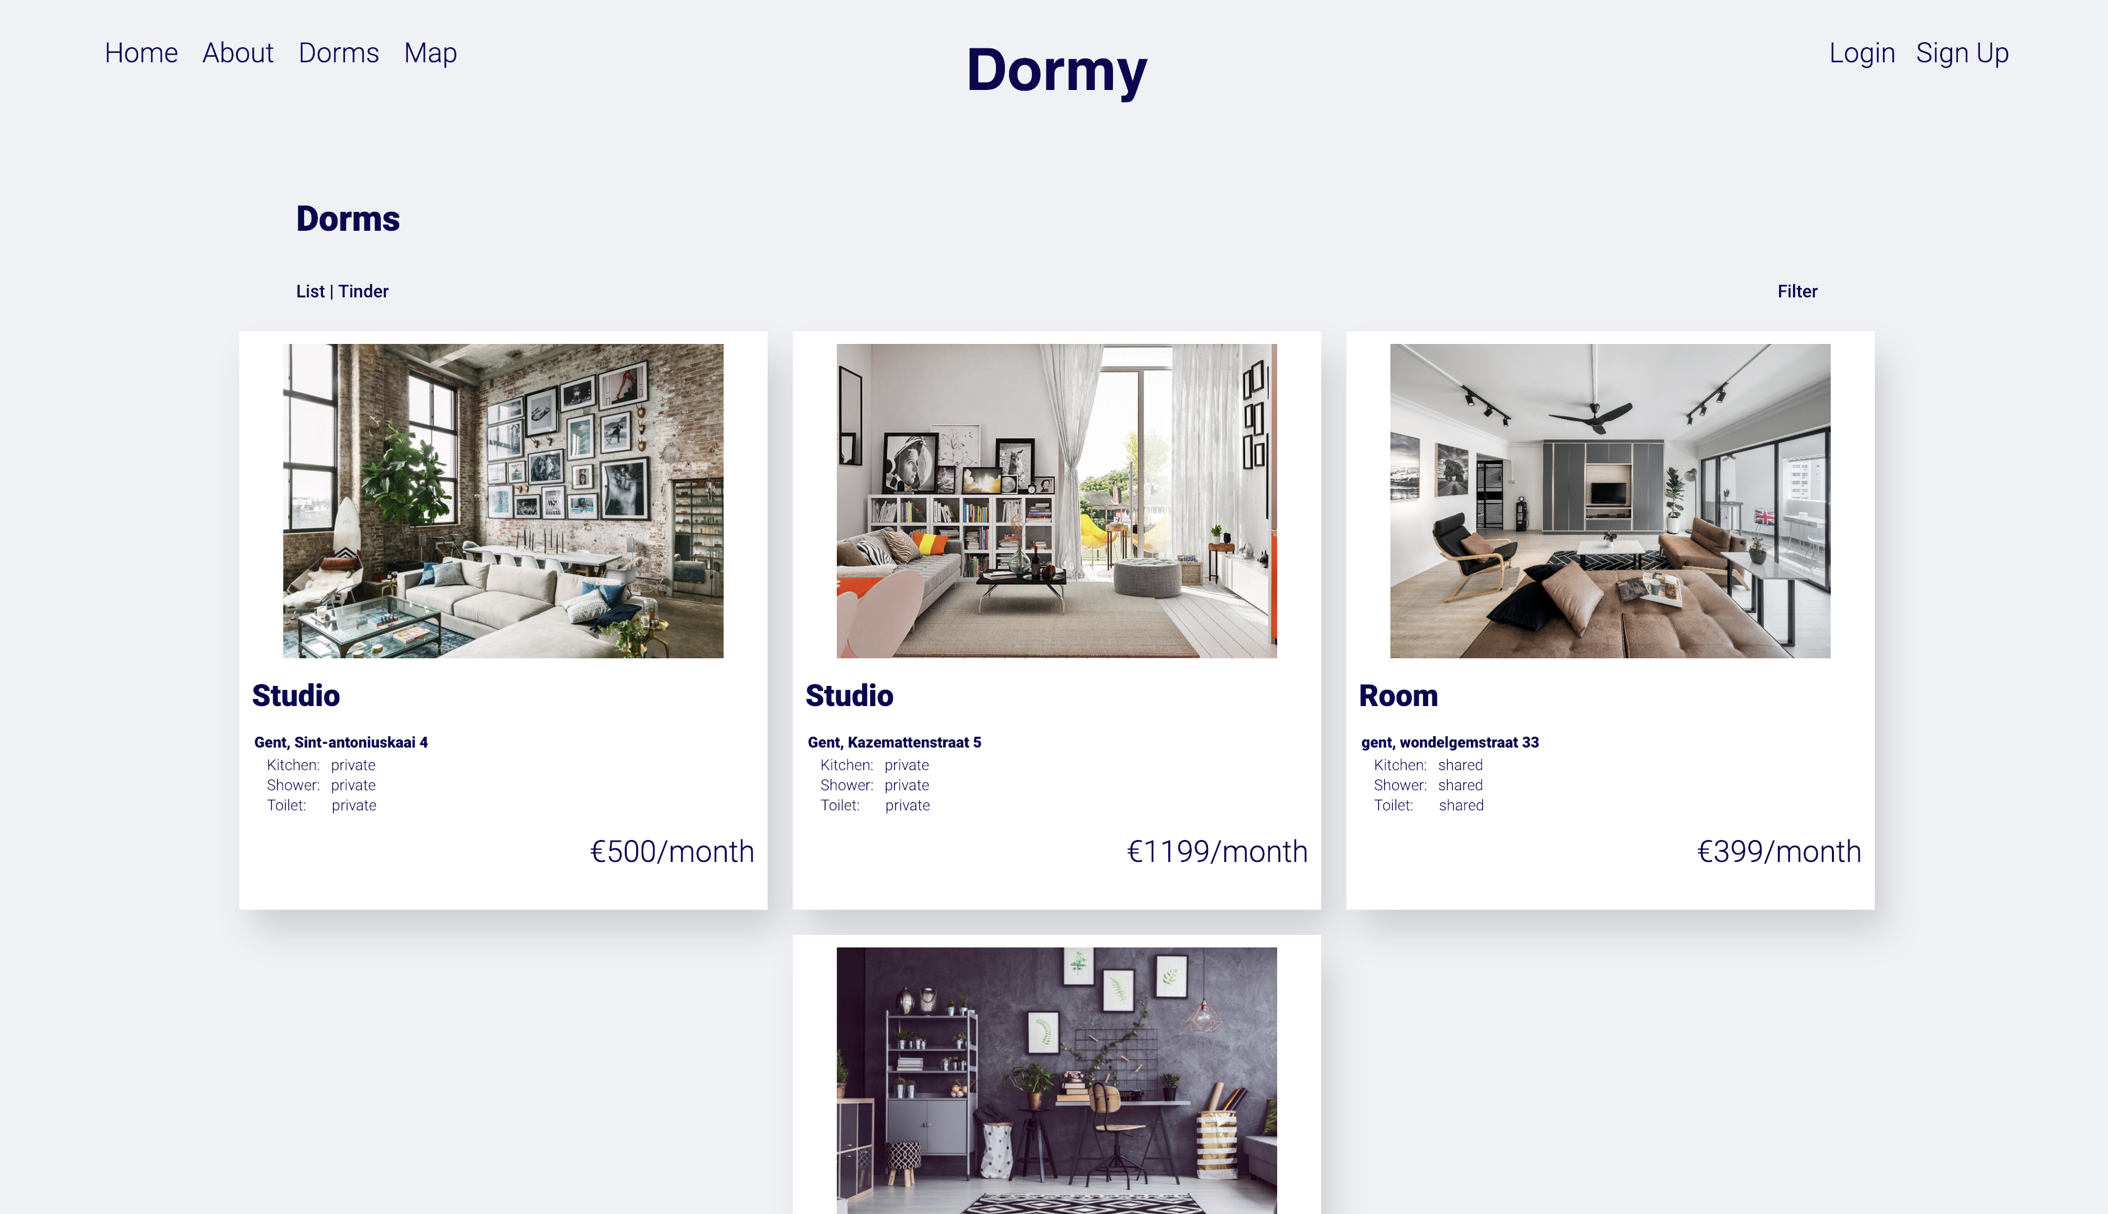 Home About Dorms Map
Dormy
Login Sign Up
Dorms
List | Tinder
Filter
Studio
Gent, Sint-antoniuskaai 4
Kitchen: private
Shower: private
Toilet: private
€500/month
Studio
Gent, Kazemattenstraat 5
Kitchen: private
Shower: private
Toilet: private
€1199/month
Room
gent, wondelgemstraat 33
Kitchen: shared
Shower: shared
Toilet: shared
€399/month